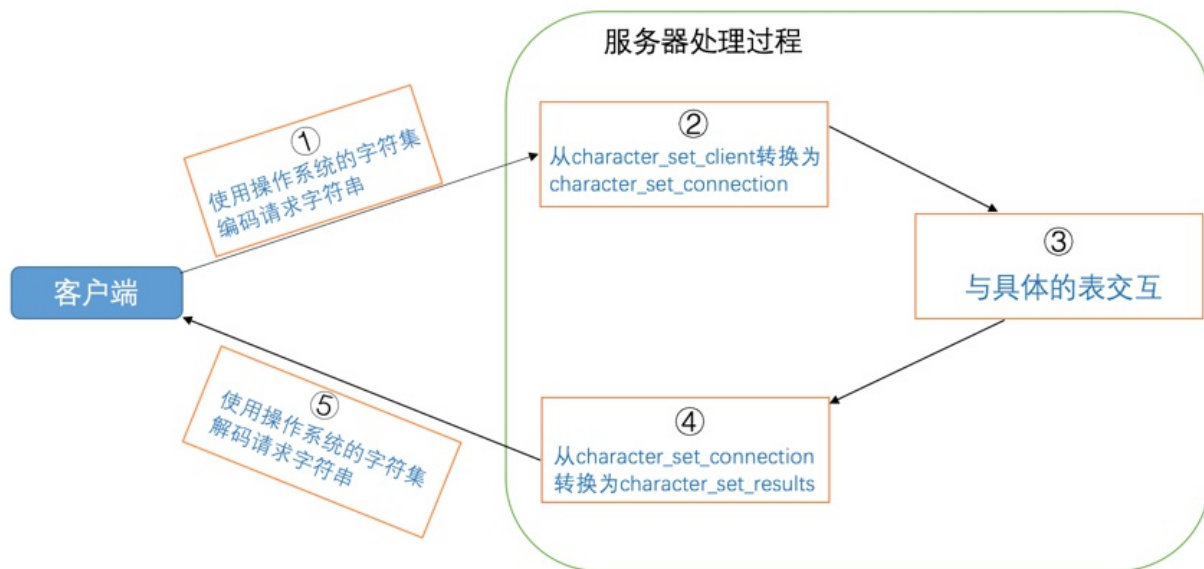 服务器处理过程
①
使用操作系统的字符集
编码请求字符串
②
从character_set_client转换为
character_set_connection
③
与具体的表交互
客户端
④
从character_set_connection
转换为character_set_results
⑤
使用操作系统的字符集
解码请求字符串